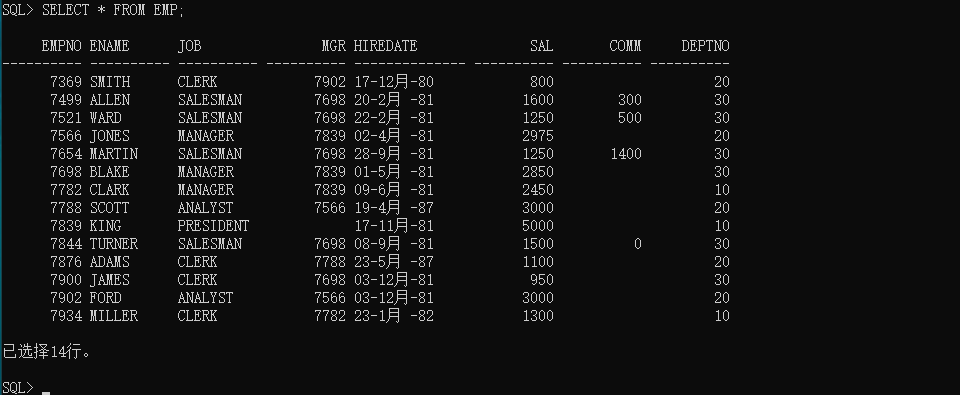 SQL> SELECT * FROM EMP;
EMPNO ENAME JOB MGR HIREDATE SAL COMM DEPTNO
---------- ---------- ---------- ---------- -------------- ---------- ---------- ----------
7369 SMITH CLERK 7902 17-12月-80 800 20
7499 ALLEN SALESMAN 7698 20-2月 -81 1600 300 30
7521 WARD SALESMAN 7698 22-2月 -81 1250 500 30
7566 JONES MANAGER 7839 02-4月 -81 2975 20
7654 MARTIN SALESMAN 7698 28-9月 -81 1250 1400 30
7698 BLAKE MANAGER 7839 01-5月 -81 2850 30
7782 CLARK MANAGER 7839 09-6月 -81 2450 10
7788 SCOTT ANALYST 7566 19-4月 -87 3000 20
7839 KING PRESIDENT 17-11月-81 5000 10
7844 TURNER SALESMAN 7698 08-9月 -81 1500 0 30
7876 ADAMS CLERK 7788 23-5月 -87 1100 20
7900 JAMES CLERK 7698 03-12月-81 950 30
7902 FORD ANALYST 7566 03-12月-81 3000 20
7934 MILLER CLERK 7782 23-1月 -82 1300 10
已选择14行。
SQL>